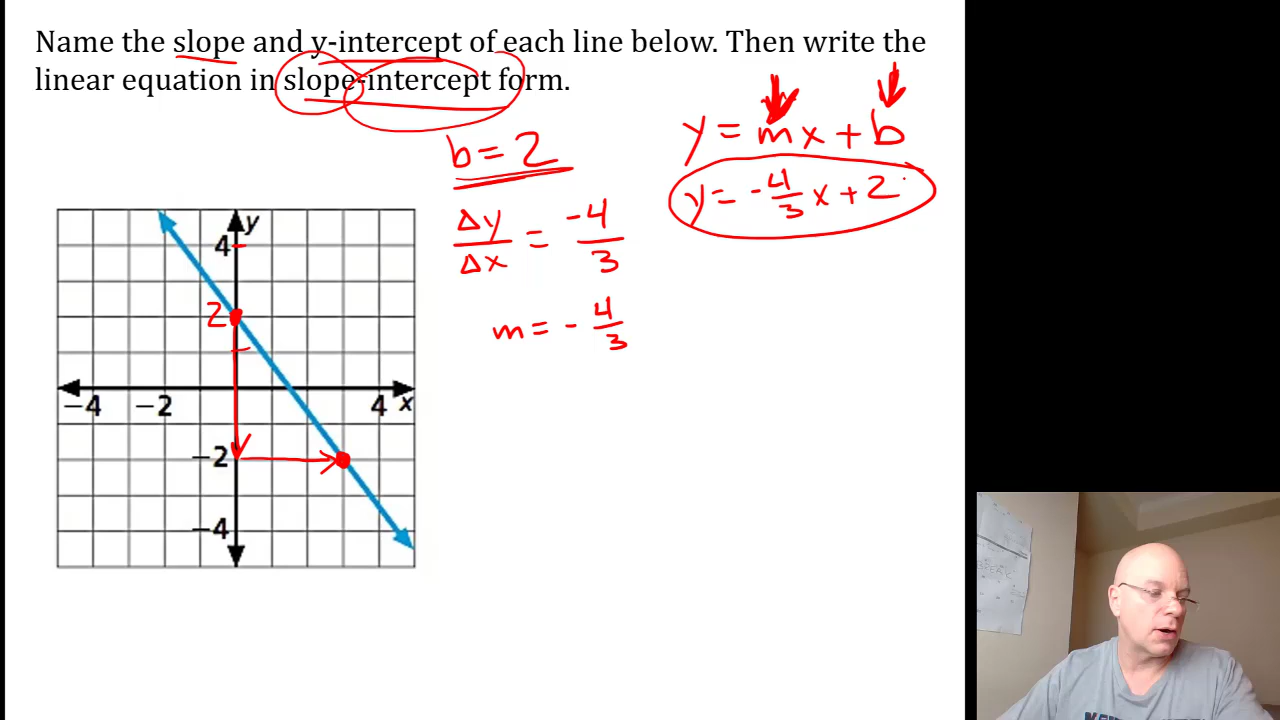 Name the slope and y-intercept of each line below. Then write the
linear equation in slope-intercept form.
y = mx + b
b = 2
y = -4/3 x + 2
Δy/Δx = -4/3
m = -4/3
y
4
2
-4 -2 4 x
-2
-4